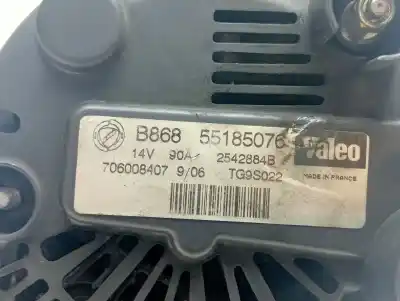 B868 55185076 Valeo
14V 90A 2542884B
706008407 9/06 TG9S022 MADE IN FRANCE